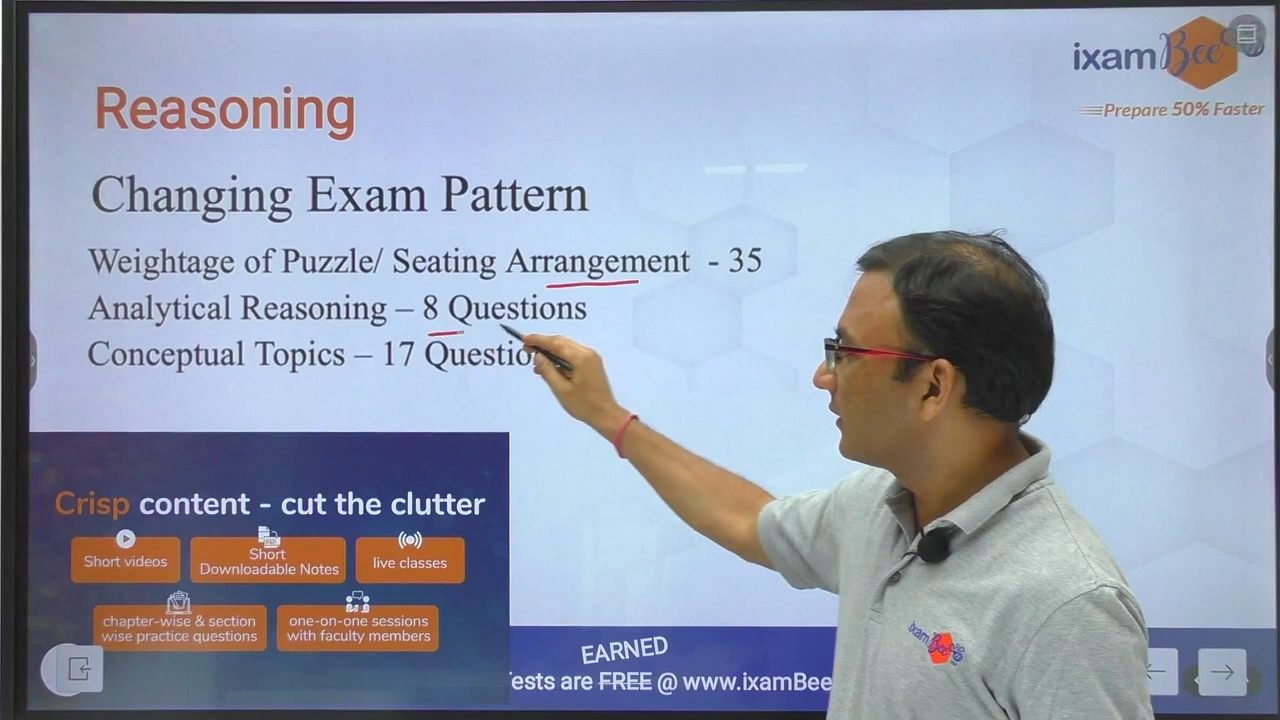 ixamBee
Prepare 50% Faster
Reasoning
Changing Exam Pattern
Weightage of Puzzle/ Seating Arrangement - 35
Analytical Reasoning – 8 Questions
Conceptual Topics – 17 Questio
Crisp content - cut the clutter
Short videos
Short
Downloadable Notes
live classes
chapter-wise & section
wise practice questions
one-on-one sessions
with faculty members
EARNED
ests are FREE @ www.ixamBee
ixamBee